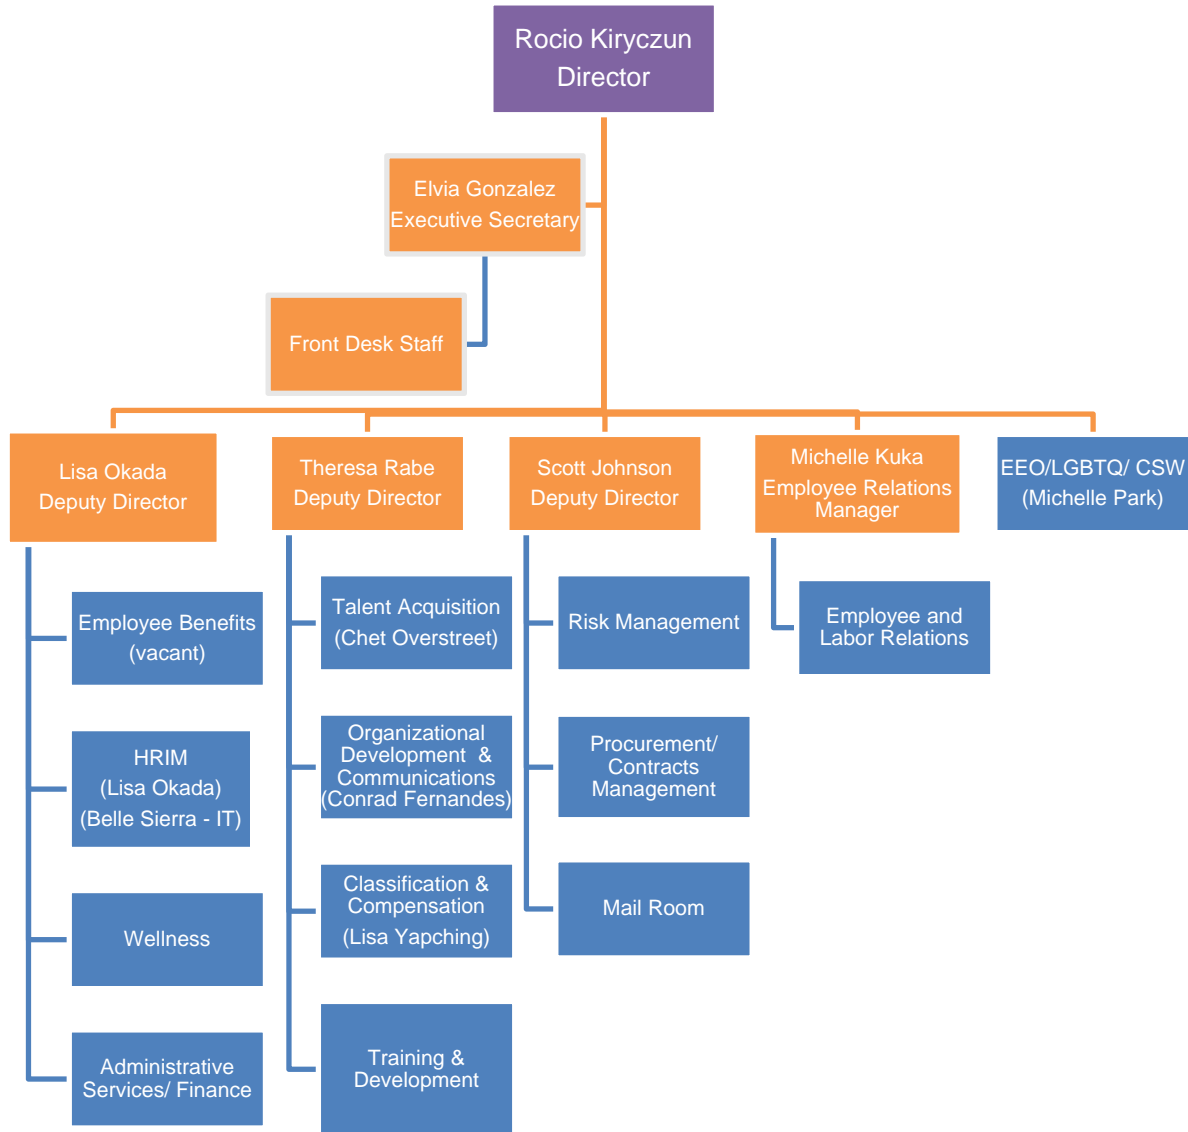 Rocio Kiryczun
Director
Elvia Gonzalez
Executive Secretary
Front Desk Staff
Lisa Okada
Deputy Director
Theresa Rabe
Deputy Director
Scott Johnson
Deputy Director
Michelle Kuka
Employee Relations
Manager
EEO/LGBTQ/ CSW
(Michelle Park)
Employee Benefits
(vacant)
HRIM
(Lisa Okada)
(Belle Sierra - IT)
Wellness
Administrative
Services/ Finance
Talent Acquisition
(Chet Overstreet)
Organizational
Development  &
Communications
(Conrad Fernandes)
Classification &
Compensation
(Lisa Yapching)
Training &
Development
Risk Management
Procurement/
Contracts
Management
Mail Room
Employee and
Labor Relations